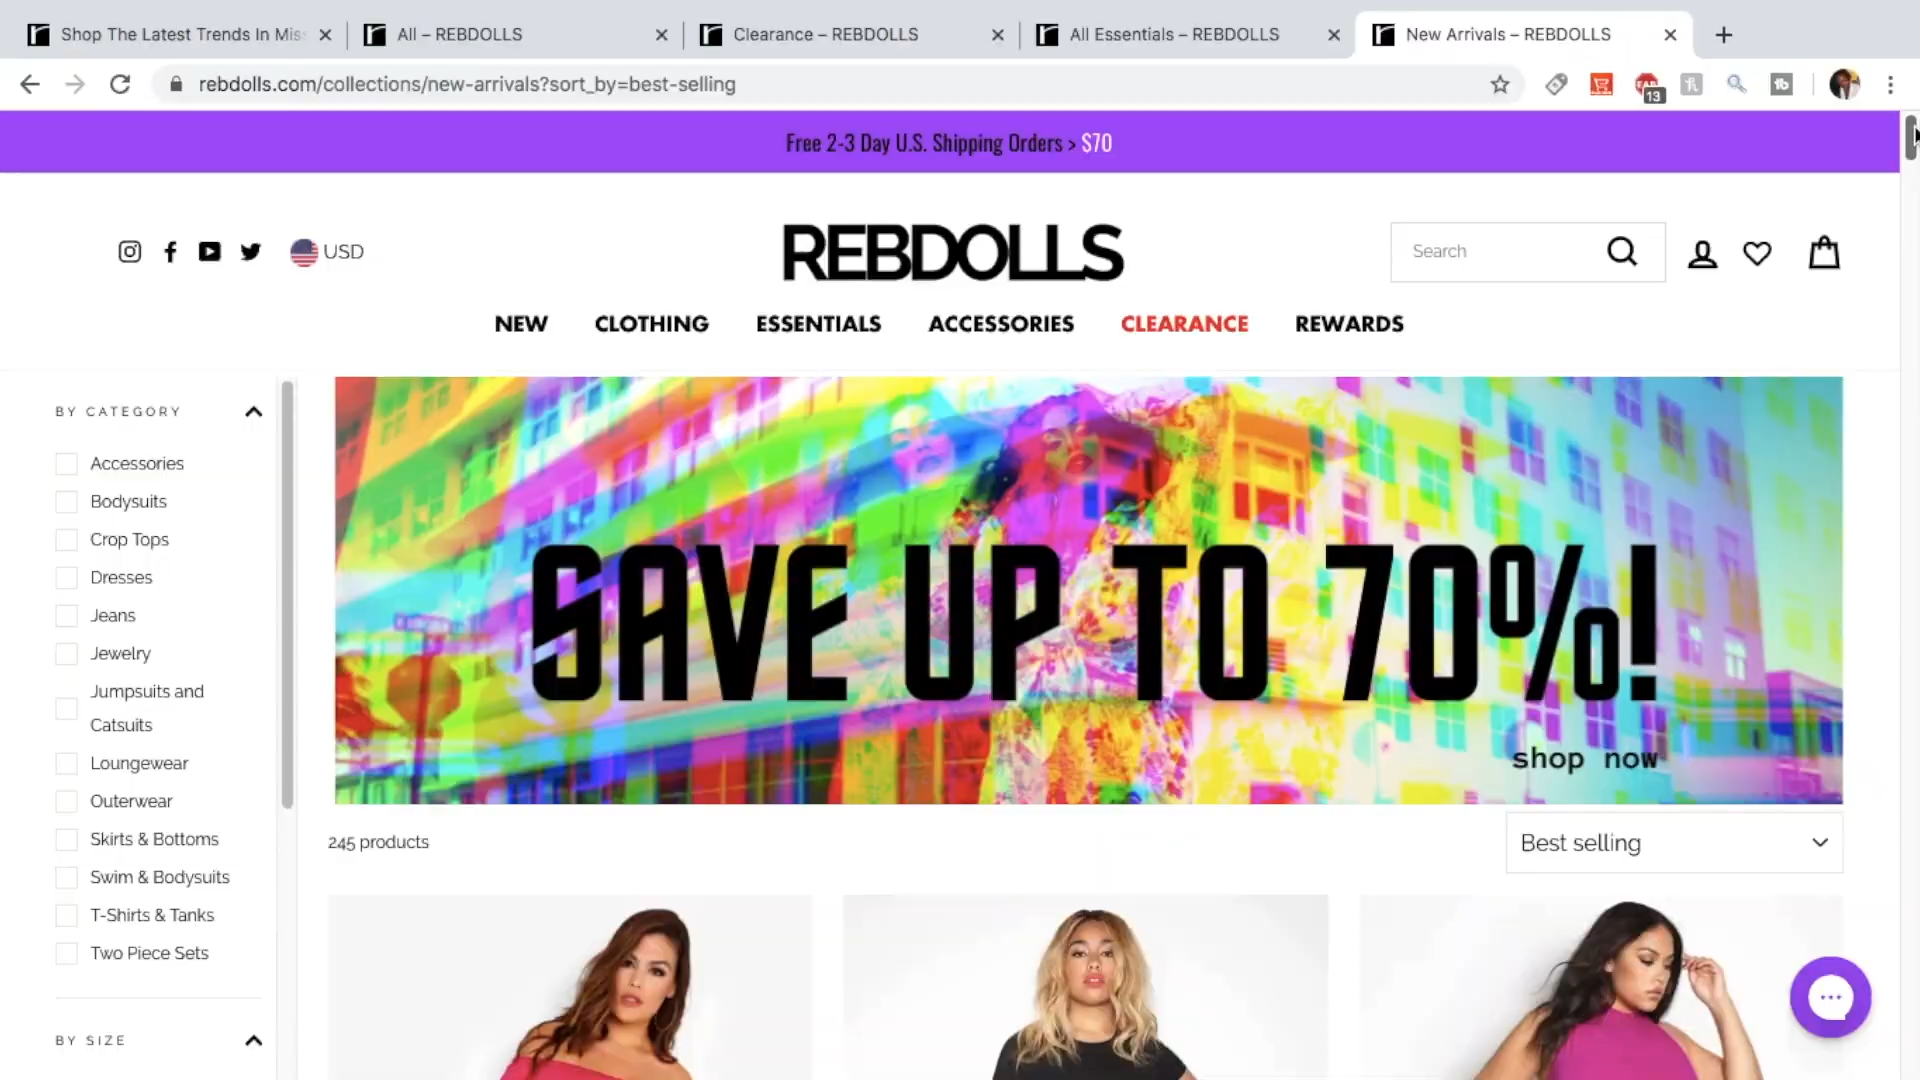 Shop The Latest Trends In Mis
All – REBDOLLS
Clearance – REBDOLLS
All Essentials – REBDOLLS
New Arrivals – REBDOLLS
rebdolls.com/collections/new-arrivals?sort_by=best-selling
13
Free 2-3 Day U.S. Shipping Orders > $70
USD
REBDOLLS
Search
NEW
CLOTHING
ESSENTIALS
ACCESSORIES
CLEARANCE
REWARDS
BY CATEGORY
Accessories
Bodysuits
Crop Tops
Dresses
Jeans
Jewelry
Jumpsuits and
Catsuits
Loungewear
Outerwear
Skirts & Bottoms
Swim & Bodysuits
T-Shirts & Tanks
Two Piece Sets
BY SIZE
SAVE UP TO 70%!
shop now
245 products
Best selling